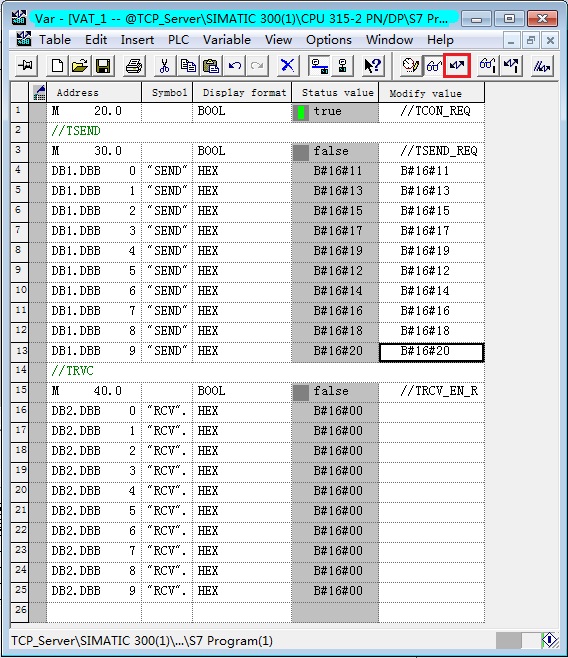 Var - [VAT_1 -- @TCP_Server\SIMATIC 300(1)\CPU 315-2 PN/DP\S7 Pr...
Table Edit Insert PLC Variable View Options Window Help
Address Symbol Display format Status value Modify value
1 M 20.0 BOOL true //TCON_REQ
2 //TSEND
3 M 30.0 BOOL false //TSEND_REQ
4 DB1.DBB 0 "SEND" HEX B#16#11 B#16#11
5 DB1.DBB 1 "SEND" HEX B#16#13 B#16#13
6 DB1.DBB 2 "SEND" HEX B#16#15 B#16#15
7 DB1.DBB 3 "SEND" HEX B#16#17 B#16#17
8 DB1.DBB 4 "SEND" HEX B#16#19 B#16#19
9 DB1.DBB 5 "SEND" HEX B#16#12 B#16#12
10 DB1.DBB 6 "SEND" HEX B#16#14 B#16#14
11 DB1.DBB 7 "SEND" HEX B#16#16 B#16#16
12 DB1.DBB 8 "SEND" HEX B#16#18 B#16#18
13 DB1.DBB 9 "SEND" HEX B#16#20 B#16#20
14 //TRVC
15 M 40.0 BOOL false //TRCV_EN_R
16 DB2.DBB 0 "RCV". HEX B#16#00
17 DB2.DBB 1 "RCV". HEX B#16#00
18 DB2.DBB 2 "RCV". HEX B#16#00
19 DB2.DBB 3 "RCV". HEX B#16#00
20 DB2.DBB 4 "RCV". HEX B#16#00
21 DB2.DBB 5 "RCV". HEX B#16#00
22 DB2.DBB 6 "RCV". HEX B#16#00
23 DB2.DBB 7 "RCV". HEX B#16#00
24 DB2.DBB 8 "RCV". HEX B#16#00
25 DB2.DBB 9 "RCV". HEX B#16#00
26
TCP_Server\SIMATIC 300(1)\...\S7 Program(1)